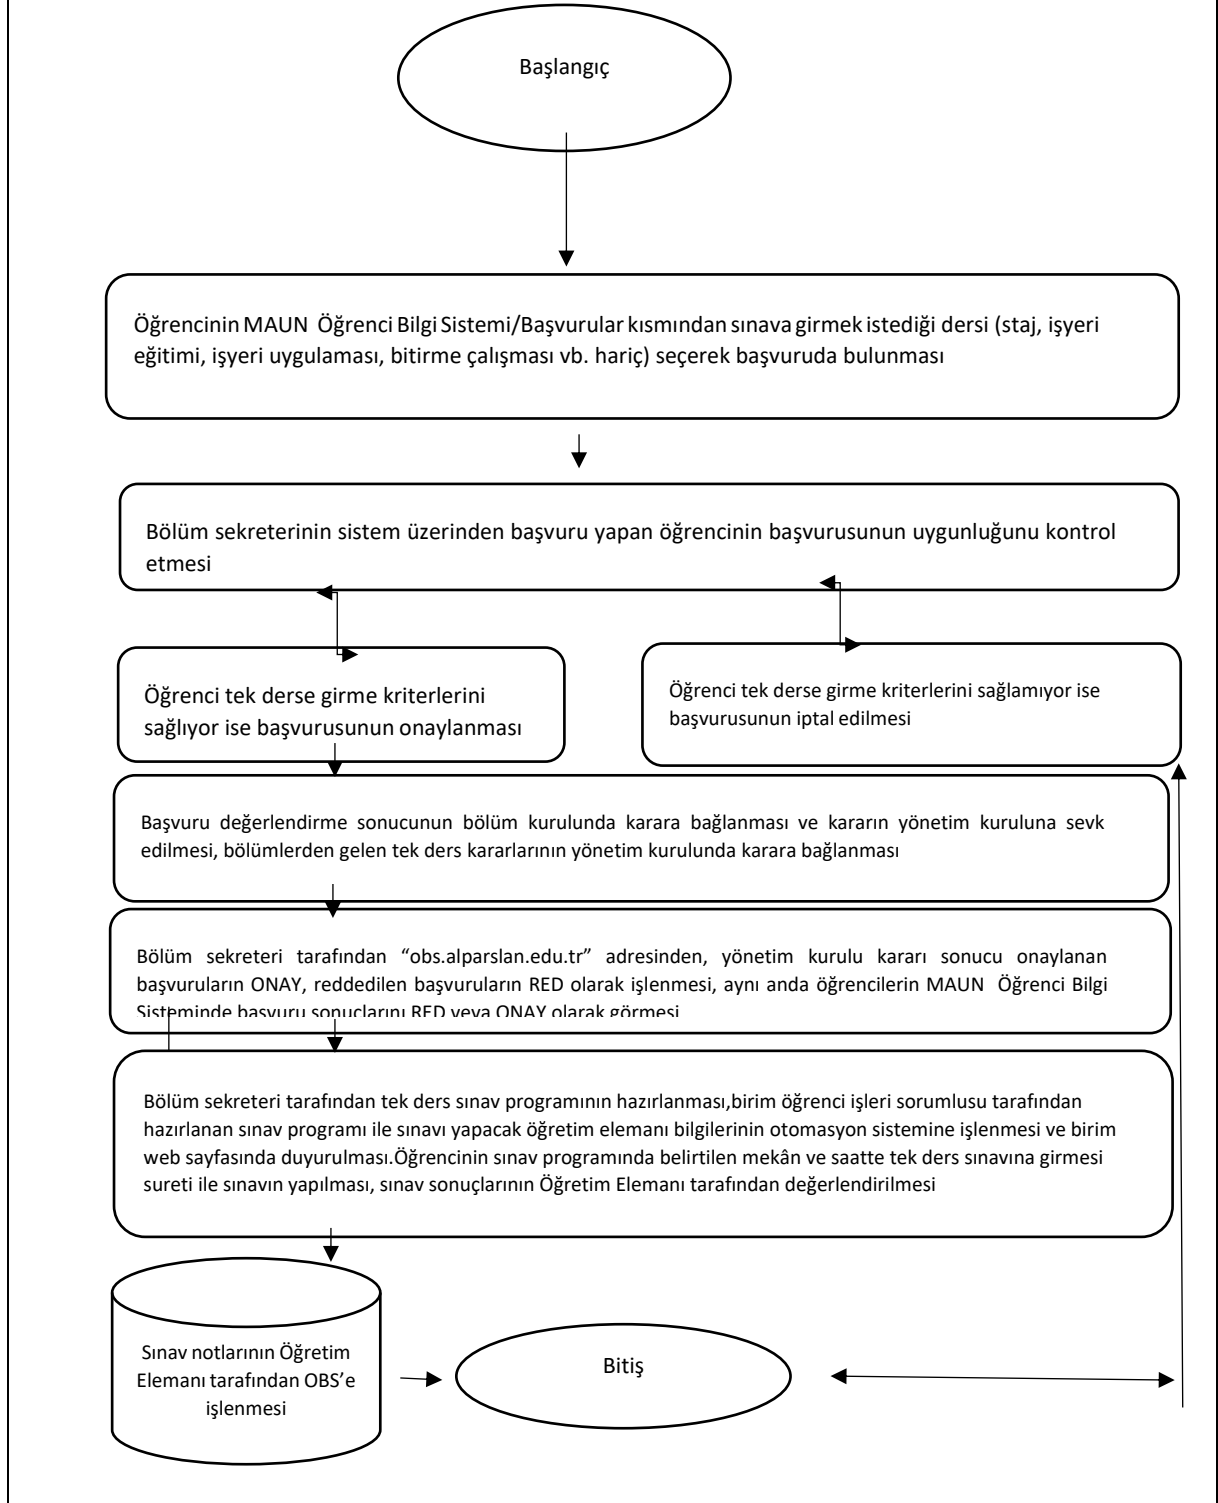 Başlangıç
Öğrencinin MAUN Öğrenci Bilgi Sistemi/Başvurular kısmından sınava girmek istediği dersi (staj, işyeri
eğitimi, işyeri uygulaması, bitirme çalışması vb. hariç) seçerek başvuruda bulunması
Bölüm sekreterinin sistem üzerinden başvuru yapan öğrencinin başvurusunun uygunluğunu kontrol
etmesi
Öğrenci tek derse girme kriterlerini
sağlıyor ise başvurusunun onaylanması
Öğrenci tek derse girme kriterlerini sağlamıyor ise
başvurusunun iptal edilmesi
Başvuru değerlendirme sonucunun bölüm kurulunda karara bağlanması ve kararın yönetim kuruluna sevk
edilmesi, bölümlerden gelen tek ders kararlarının yönetim kurulunda karara bağlanması
Bölüm sekreteri tarafından “obs.alparslan.edu.tr” adresinden, yönetim kurulu kararı sonucu onaylanan
başvuruların ONAY, reddedilen başvuruların RED olarak işlenmesi, aynı anda öğrencilerin MAUN Öğrenci Bilgi
Sisteminde başvuru sonuçlarını RED veya ONAY olarak görmesi
Bölüm sekreteri tarafından tek ders sınav programının hazırlanması,birim öğrenci işleri sorumlusu tarafından
hazırlanan sınav programı ile sınavı yapacak öğretim elemanı bilgilerinin otomasyon sistemine işlenmesi ve birim
web sayfasında duyurulması.Öğrencinin sınav programında belirtilen mekân ve saatte tek ders sınavına girmesi
sureti ile sınavın yapılması, sınav sonuçlarının Öğretim Elemanı tarafından değerlendirilmesi
Sınav notlarının Öğretim
Elemanı tarafından OBS’e
işlenmesi
Bitiş